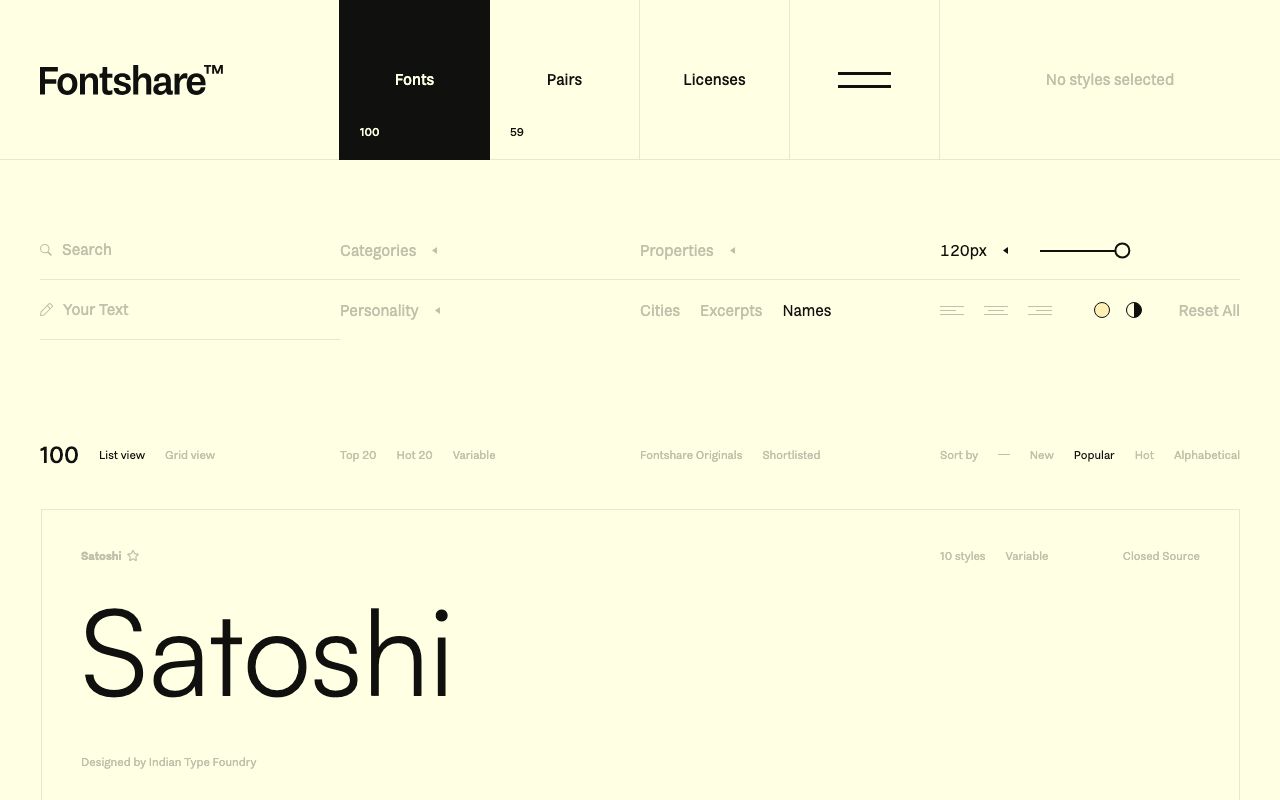 Fontshare™
Fonts
100
Pairs
59
Licenses
No styles selected
Search
Categories
Properties
120px
Your Text
Personality
Cities Excerpts Names
Reset All
100 List view Grid view
Top 20 Hot 20 Variable
Fontshare Originals Shortlisted
Sort by — New Popular Hot Alphabetical
Satoshi
10 styles Variable Closed Source
Satoshi
Designed by Indian Type Foundry